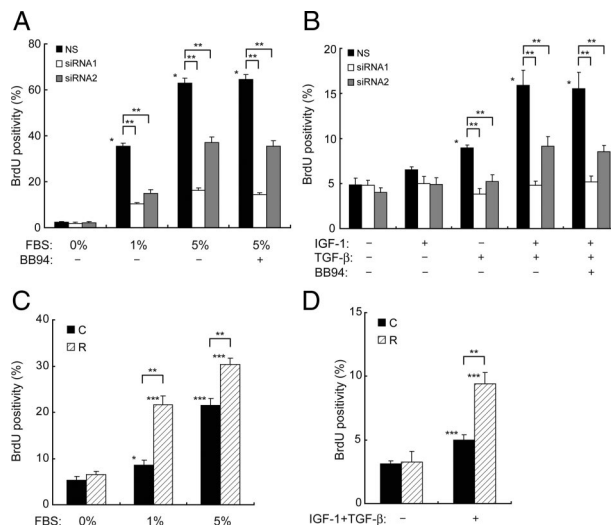 A
BrdU positivity (%)
80
60
40
20
0
NS
siRNA1
siRNA2
* ** **
* ** **
* ** **
FBS: 0% 1% 5% 5%
BB94: – – – +
B
BrdU positivity (%)
20
15
10
5
0
NS
siRNA1
siRNA2
* ** **
* ** **
* ** **
IGF-1 – + – + +
TGF-β – – + + +
BB94 – – – – +
C
BrdU positivity (%)
40
30
20
10
0
C
R
* *** **
*** *** **
FBS: 0% 1% 5%
D
BrdU positivity (%)
15
10
5
0
C
R
*** *** **
IGF-1+TGF-β: – +